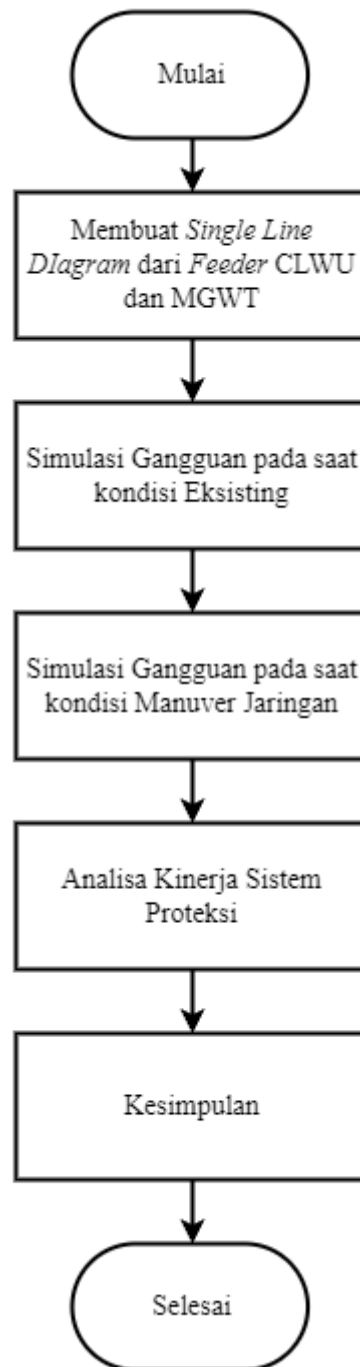 Mulai
Membuat Single Line
DIagram dari Feeder CLWU
dan MGWT
Simulasi Gangguan pada saat
kondisi Eksisting
Simulasi Gangguan pada saat
kondisi Manuver Jaringan
Analisa Kinerja Sistem
Proteksi
Kesimpulan
Selesai